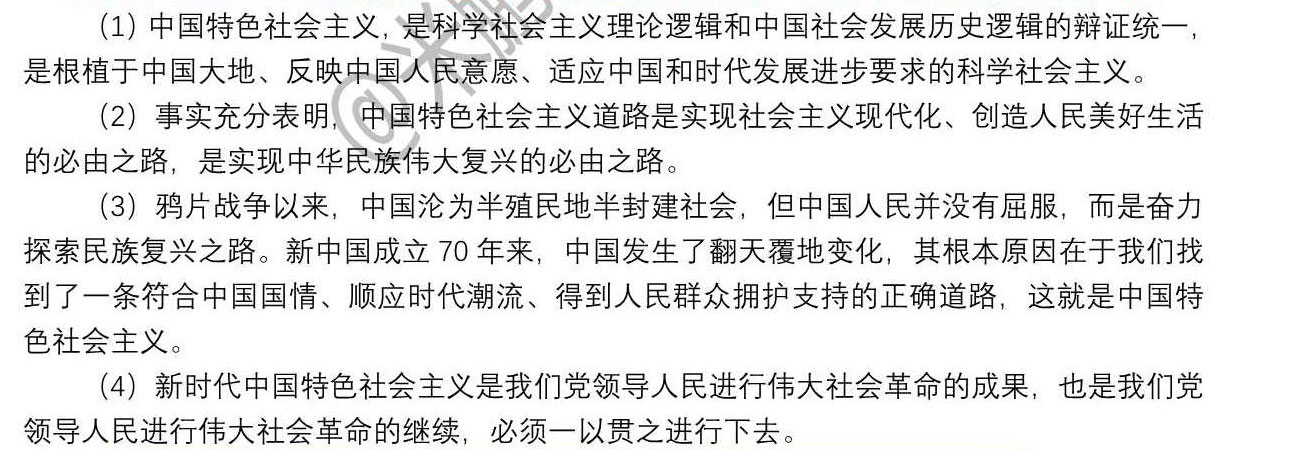 (1)中国特色社会主义，是科学社会主义理论逻辑和中国社会发展历史逻辑的辩证统一，
是根植于中国大地、反映中国人民意愿、适应中国和时代发展进步要求的科学社会主义。
(2）事实充分表明，中国特色社会主义道路是实现社会主义现代化、创造人民美好生活
的必由之路，是实现中华民族伟大复兴的必由之路。
(3）鸦片战争以来，中国沦为半殖民地半封建社会，但中国人民并没有屈服，而是奋力
探索民族复兴之路。新中国成立 70 年来，中国发生了翻天覆地变化，其根本原因在于我们找
到了一条符合中国国情、顺应时代潮流、得到人民群众拥护支持的正确道路，这就是中国特
色社会主义。
(4）新时代中国特色社会主义是我们党领导人民进行伟大社会革命的成果，也是我们党
领导人民进行伟大社会革命的继续，必须一以贯之进行下去。
@米鹏